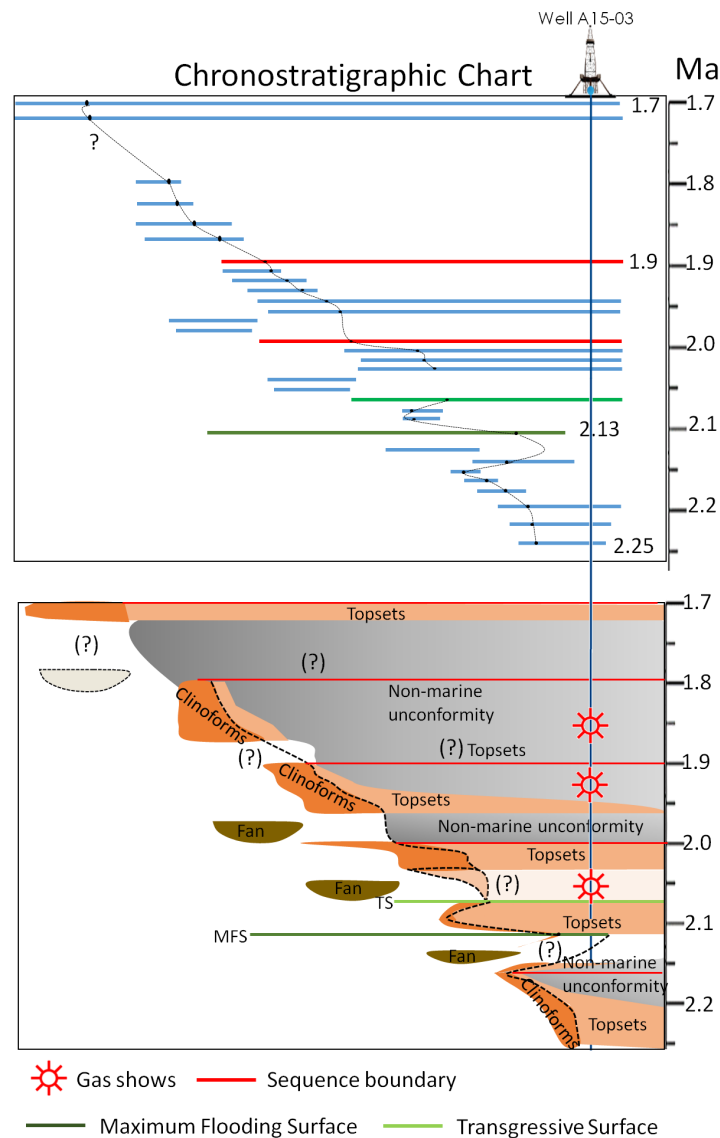 Well A15-03
Chronostratigraphic Chart
Ma
1.7
1.7
?
1.8
1.9
1.9
2.0
2.1
2.13
2.2
2.25
1.7
Topsets
(?)
(?)
1.8
Non-marine
unconformity
Clinoforms
(?)
(?) Topsets
1.9
Clinoforms
Topsets
Fan
Non-marine unconformity
2.0
Topsets
Fan
(?)
TS
2.1
Topsets
MFS
(?)
Fan
Non-marine
unconformity
2.2
Clinoforms
Topsets
Gas shows
Sequence boundary
Maximum Flooding Surface
Transgressive Surface